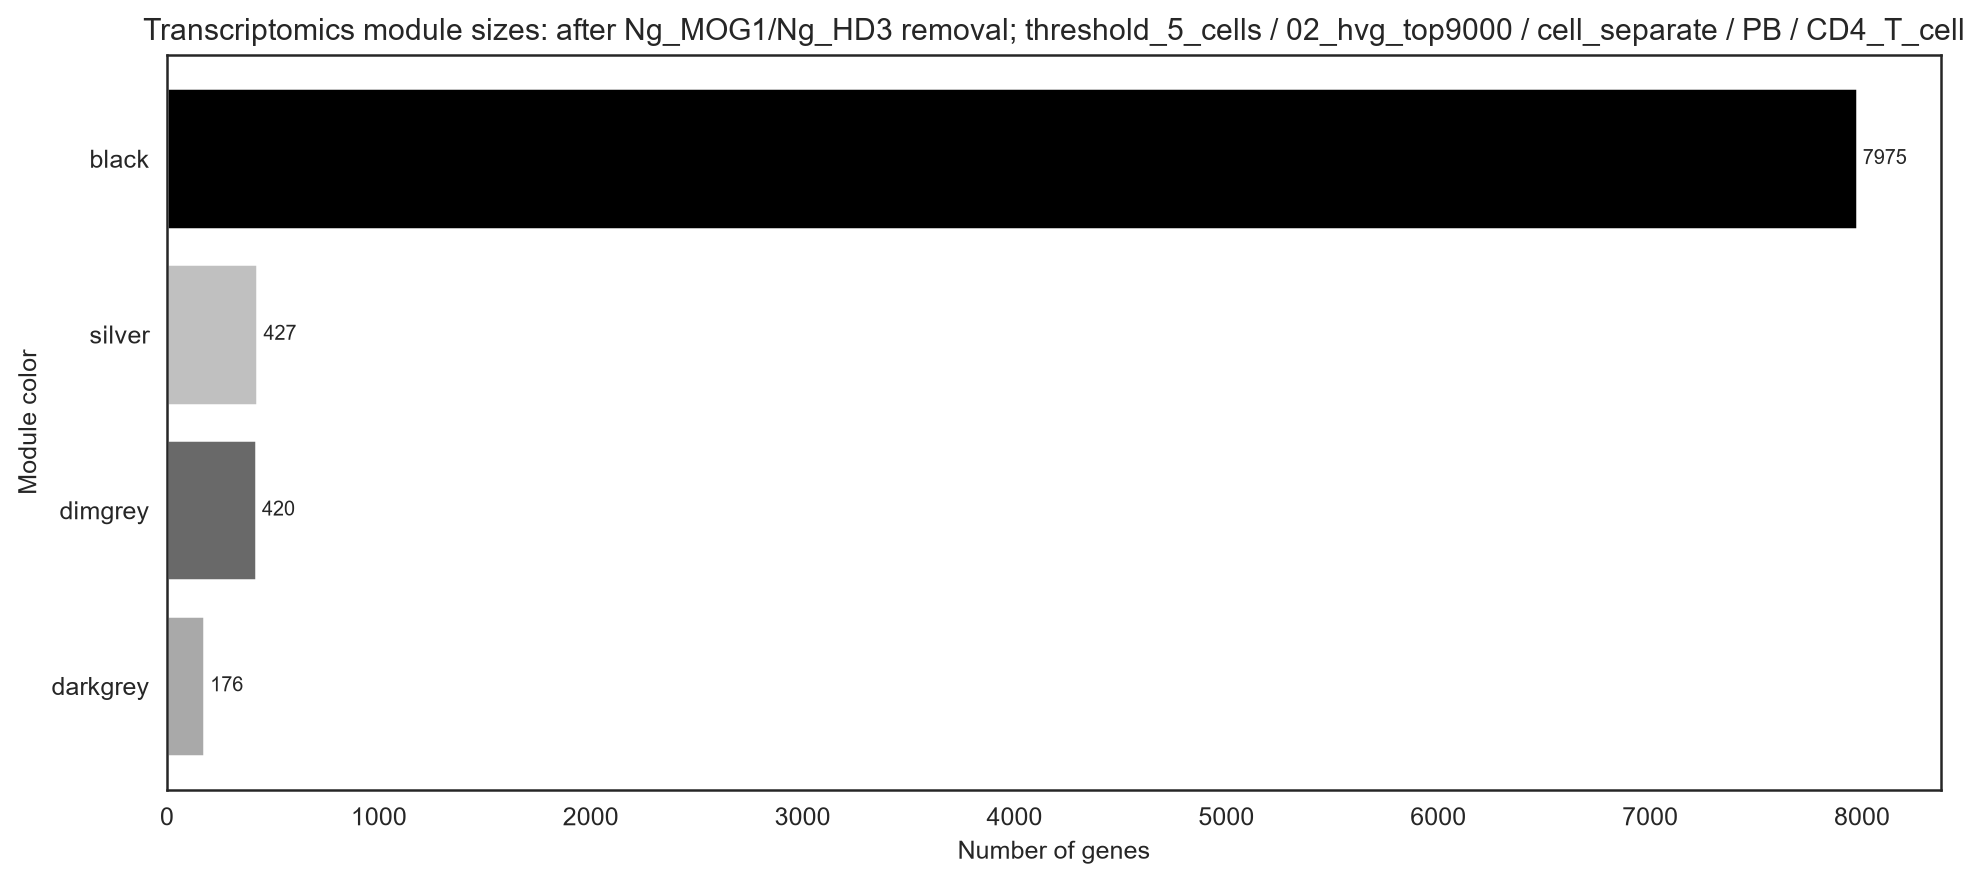 Transcriptomics module sizes: after Ng_MOG1/Ng_HD3 removal; threshold_5_cells / 02_hvg_top9000 / cell_separate / PB / CD4_T_cell
Module color
black
7975
silver
427
dimgrey
420
darkgrey
176
0 1000 2000 3000 4000 5000 6000 7000 8000
Number of genes